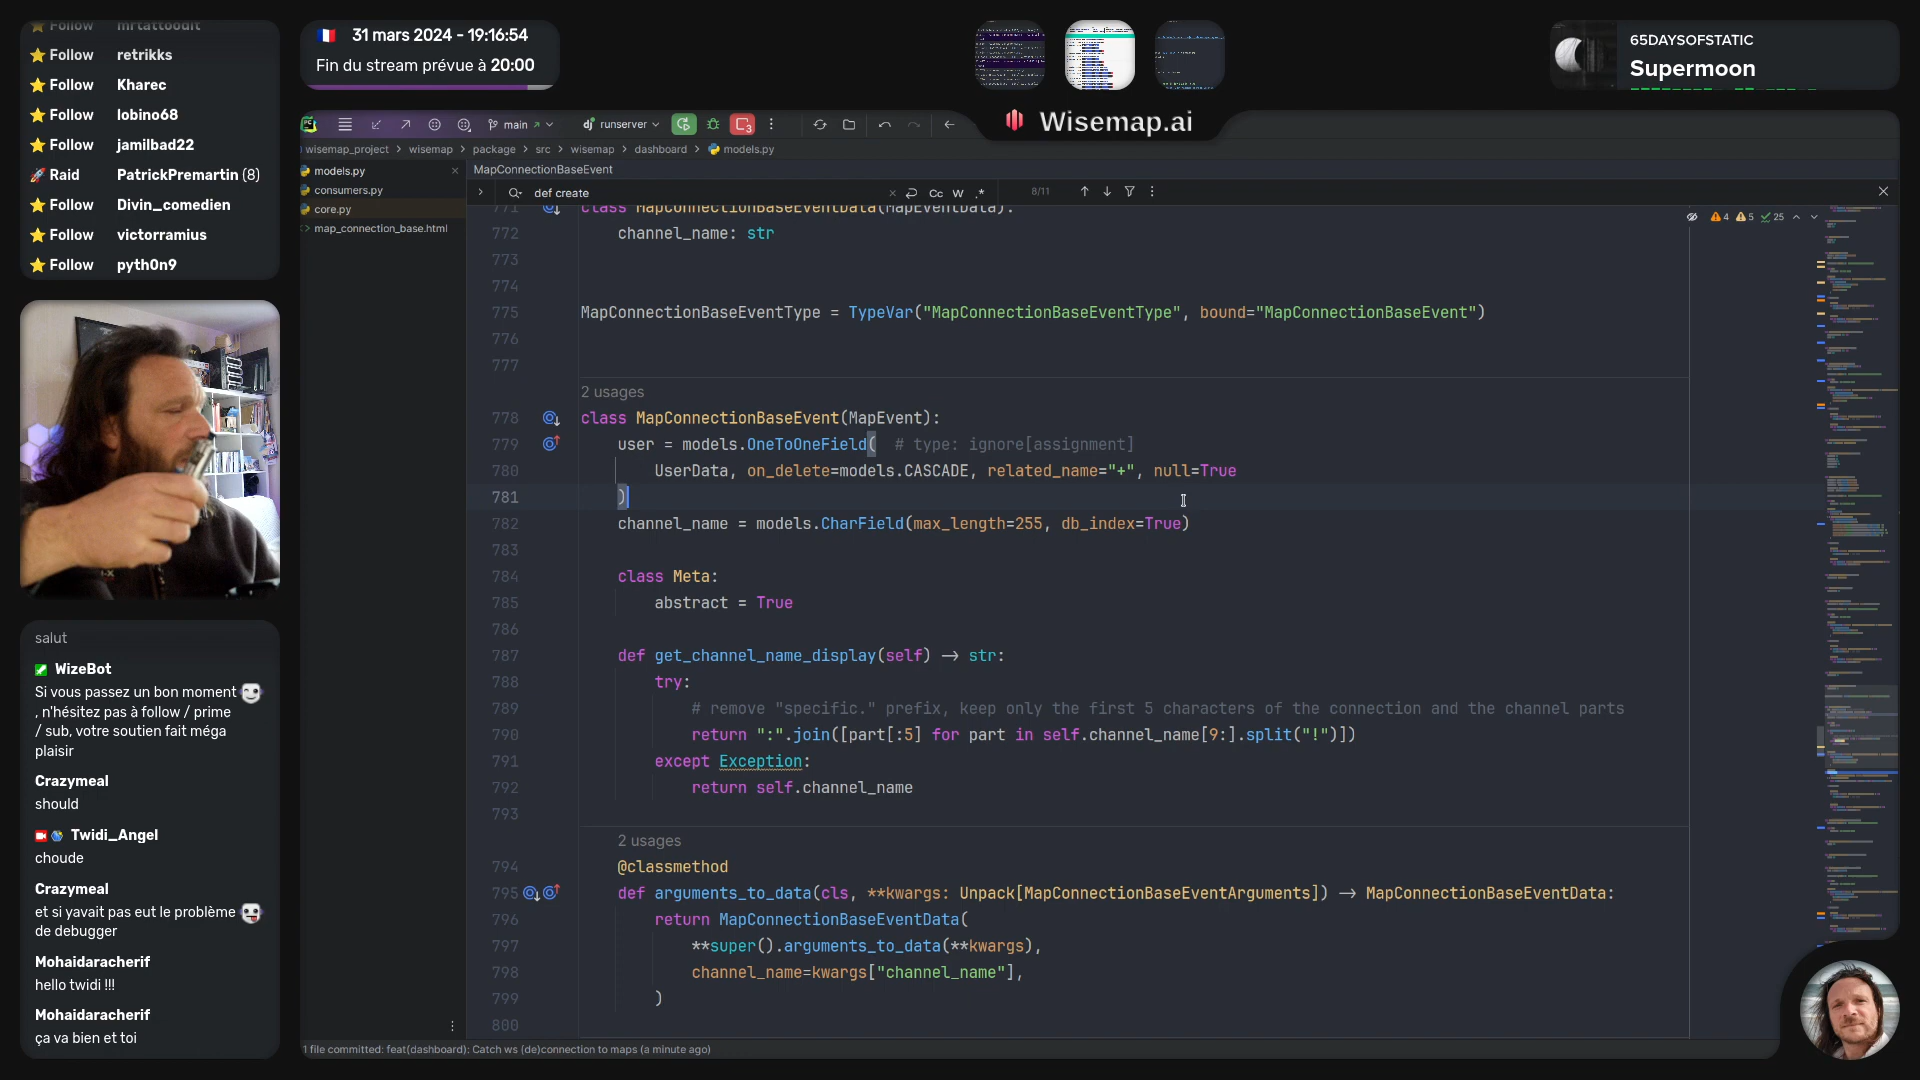 mrtattoodit
Follow retrikks
Follow Kharec
Follow lobino68
Follow jamilbad22
Raid PatrickPremartin (8)
Follow Divin_comedien
Follow victorramius
Follow pyth0n9
31 mars 2024 - 19:16:54
Fin du stream prévue à 20:00
65DAYSOFSTATIC
Supermoon
Wisemap.ai
main
runserver
3
wisemap_project > wisemap > package > src > wisemap > dashboard > models.py
models.py
consumers.py
core.py
map_connection_base.html
MapConnectionBaseEvent
def create
Cc W .*
8/11
4 5 25
771 class MapConnectionBaseEventData(MapEventData):
772 channel_name: str
773
774
775 MapConnectionBaseEventType = TypeVar("MapConnectionBaseEventType", bound="MapConnectionBaseEvent")
776
777
2 usages
778 class MapConnectionBaseEvent(MapEvent):
779 user = models.OneToOneField( # type: ignore[assignment]
780 UserData, on_delete=models.CASCADE, related_name="+", null=True
781 )
782 channel_name = models.CharField(max_length=255, db_index=True)
783
784 class Meta:
785 abstract = True
786
787 def get_channel_name_display(self) -> str:
788 try:
789 # remove "specific." prefix, keep only the first 5 characters of the connection and the channel parts
790 return ":".join([part[:5] for part in self.channel_name[9:].split("!")])
791 except Exception:
792 return self.channel_name
793
2 usages
794 @classmethod
795 def arguments_to_data(cls, **kwargs: Unpack[MapConnectionBaseEventArguments]) -> MapConnectionBaseEventData:
796 return MapConnectionBaseEventData(
797 **super().arguments_to_data(**kwargs),
798 channel_name=kwargs["channel_name"],
799 )
800
1 file committed: feat(dashboard): Catch ws (de)connection to maps (a minute ago)
salut
WizeBot
Si vous passez un bon moment
, n'hésitez pas à follow / prime
/ sub, votre soutien fait méga
plaisir
Crazymeal
should
Twidi_Angel
choude
Crazymeal
et si yavait pas eut le problème
de debugger
Mohaidaracherif
hello twidi !!!
Mohaidaracherif
ça va bien et toi